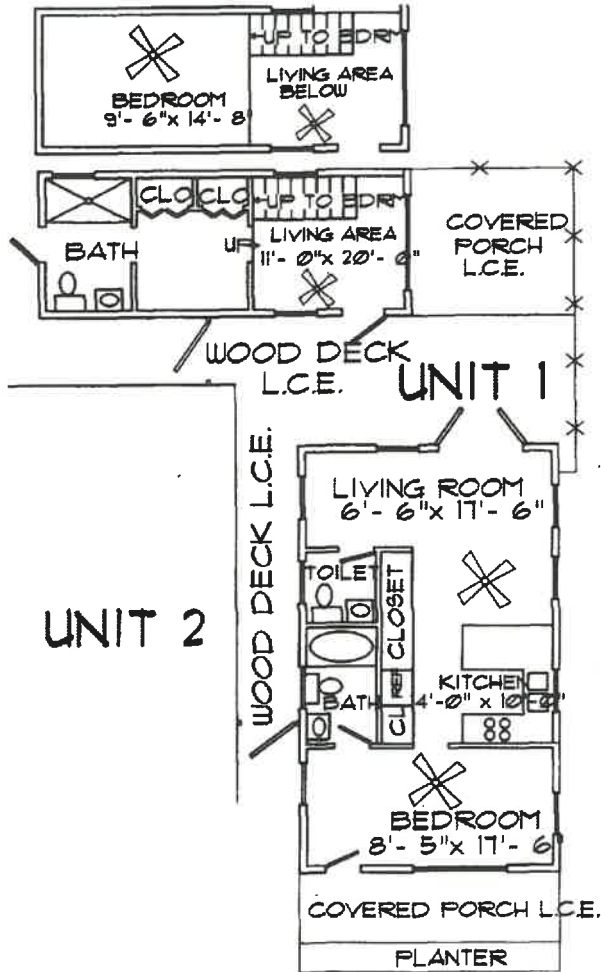 UP TO BDRM
LIVING AREA
BELOW
BEDROOM
9'- 6" x 14'- 8
CLO CLO
UP TO BDRM
BATH
UP
LIVING AREA
11'- 0" x 20'- 0"
COVERED
PORCH
L.C.E.
WOOD DECK
L.C.E.
UNIT 1
WOOD DECK L.C.E.
UNIT 2
LIVING ROOM
6'- 6" x 17'- 6"
TOILET
CLOSET
REF
KITCHEN
4'-0" x 10'-0"
BATH
CL
BEDROOM
8'- 5" x 17'- 6
COVERED PORCH L.C.E.
PLANTER